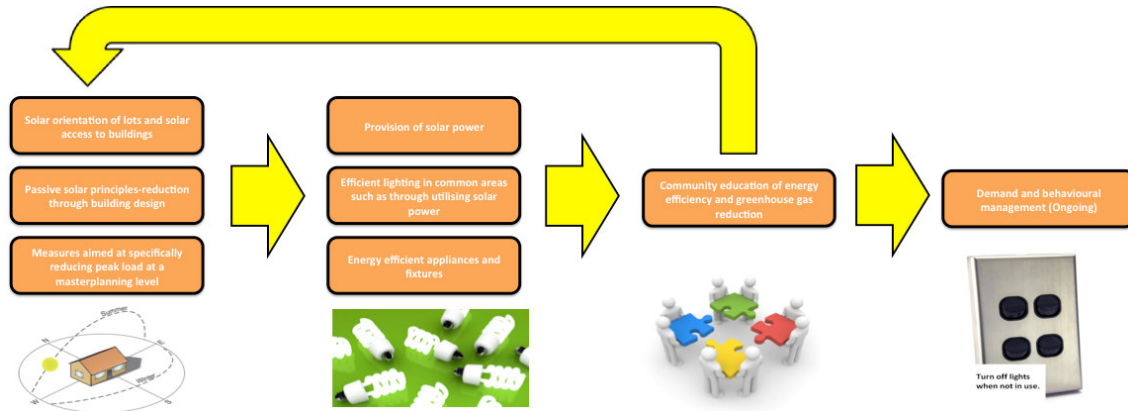 Solar orientation of lots and solar
access to buildings
Passive solar principles-reduction
through building design
Measures aimed at specifically
reducing peak load at a
masterplanning level
Summer
N
E
Winter
W
S
Provision of solar power
Efficient lighting in common areas
such as through utilising solar
power
Energy efficient appliances and
fixtures
Community education of energy
efficiency and greenhouse gas
reduction
Demand and behavioural
management (Ongoing)
Turn off lights
when not in use.